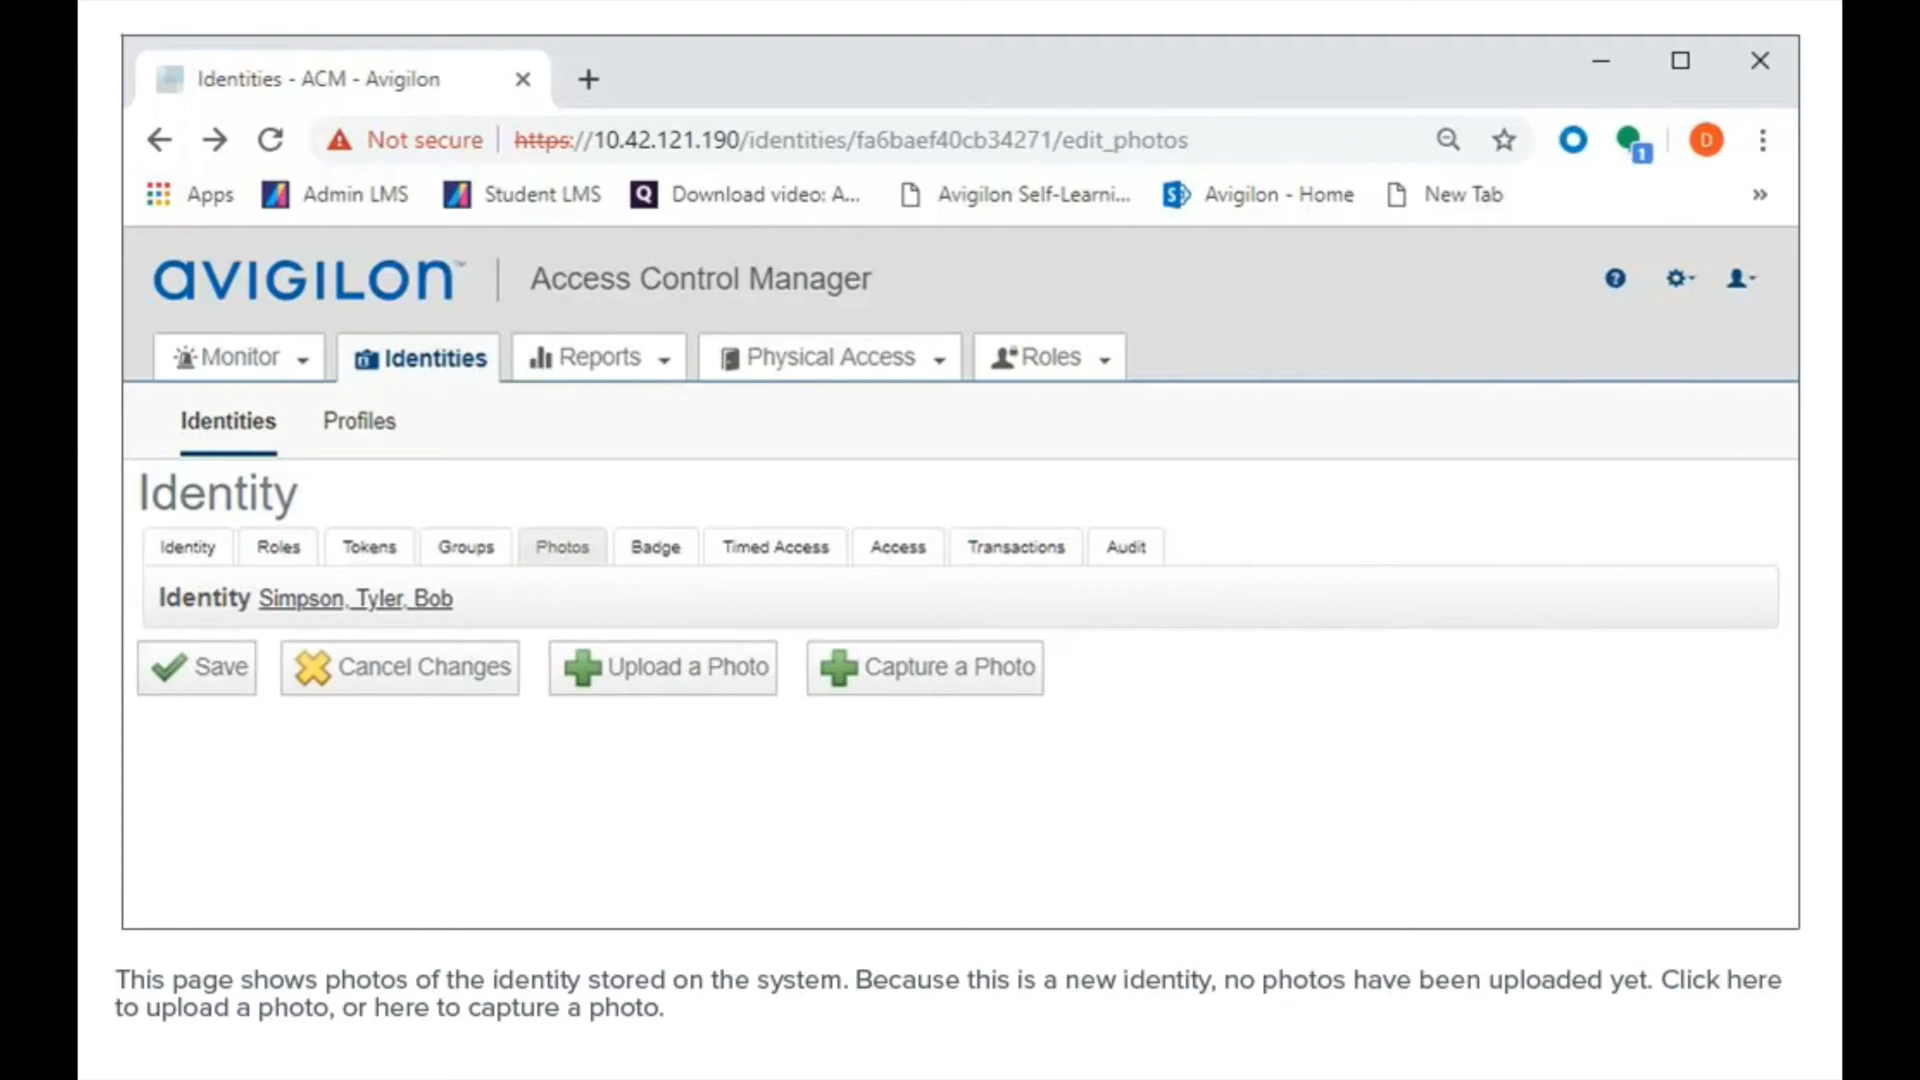 Identities - ACM - Avigilon
Not secure https://10.42.121.190/identities/fa6baef40cb34271/edit_photos
1
D
Apps Admin LMS Student LMS Download video: A... Avigilon Self-Learni... Avigilon - Home New Tab »
avigilon™ Access Control Manager
Monitor Identities Reports Physical Access Roles
Identities Profiles
Identity
Identity Roles Tokens Groups Photos Badge Timed Access Access Transactions Audit
Identity Simpson, Tyler, Bob
Save Cancel Changes Upload a Photo Capture a Photo
This page shows photos of the identity stored on the system. Because this is a new identity, no photos have been uploaded yet. Click here
to upload a photo, or here to capture a photo.